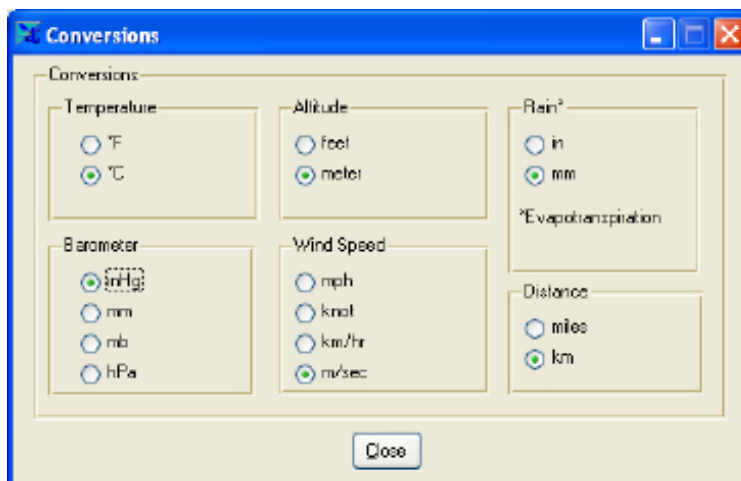 Conversions
Conversions
Temperature
°F
°C
Altitude
feet
meter
Rain*
in
mm
*Evapotranspiration
Barometer
inHg
mm
mb
hPa
Wind Speed
mph
knot
km/hr
m/sec
Distance
miles
km
Close